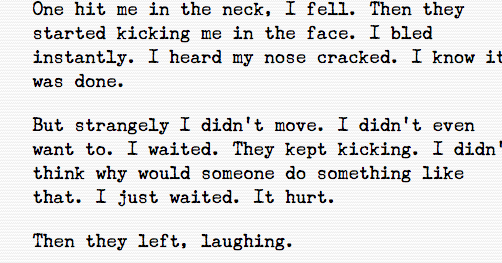 One hit me in the neck, I fell. Then they
started kicking me in the face. I bled
instantly. I heard my nose cracked. I know it
was done.
But strangely I didn't move. I didn't even
want to. I waited. They kept kicking. I didn'
think why would someone do something like
that. I just waited. It hurt.
Then they left, laughing.